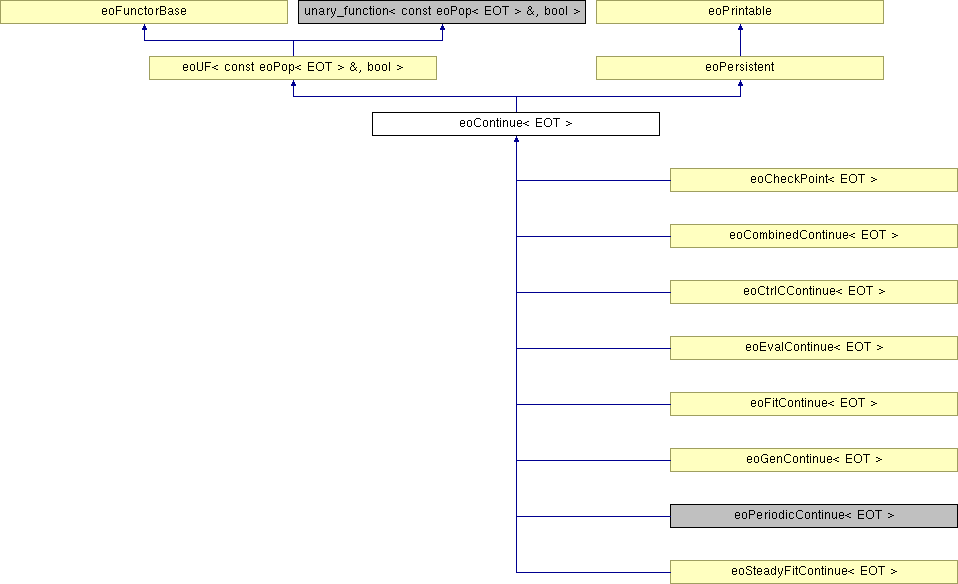 eoFunctorBase
unary_function< const eoPop< EOT > &, bool >
eoPrintable
eoUF< const eoPop< EOT > &, bool >
eoPersistent
eoContinue< EOT >
eoCheckPoint< EOT >
eoCombinedContinue< EOT >
eoCtrlCContinue< EOT >
eoEvalContinue< EOT >
eoFitContinue< EOT >
eoGenContinue< EOT >
eoPeriodicContinue< EOT >
eoSteadyFitContinue< EOT >